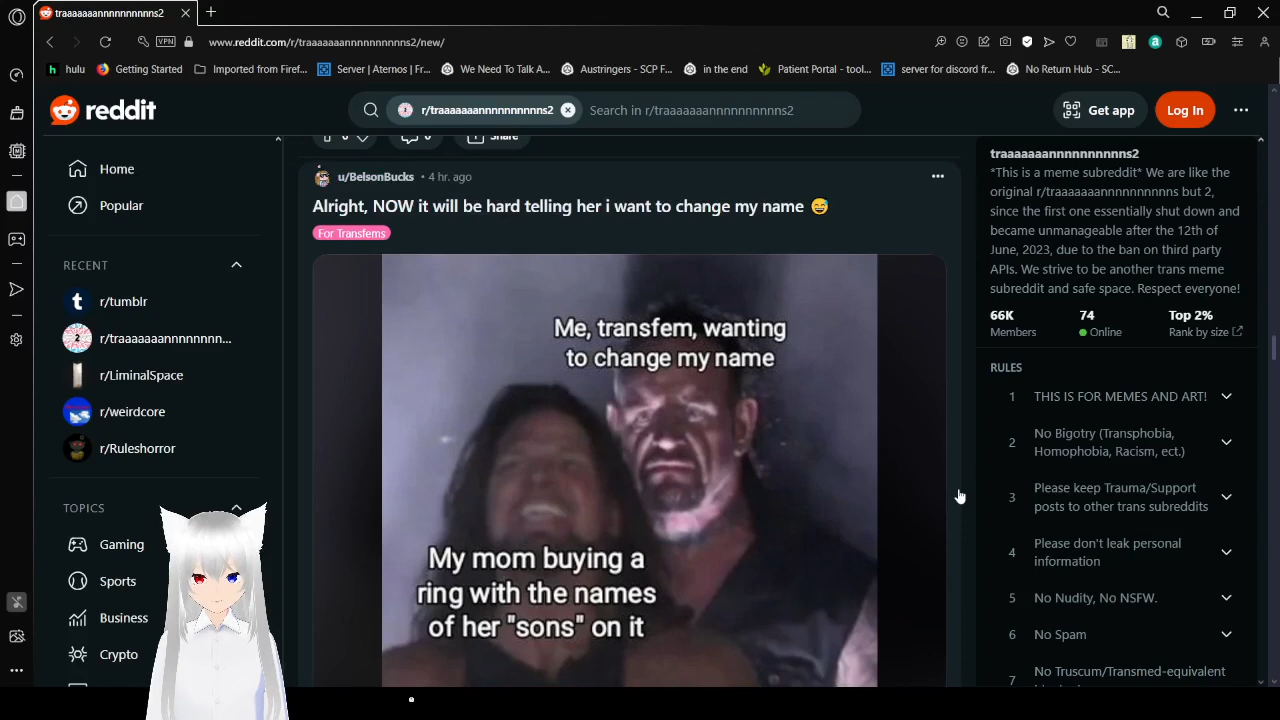 traaaaaaannnnnnnnnns2
VPN
www.reddit.com/r/traaaaaaannnnnnnnnns2/new/
hulu
Getting Started
Imported from Firef...
Server | Aternos | Fr...
We Need To Talk A...
Austringers - SCP F...
in the end
Patient Portal - tool...
server for discord fr...
No Return Hub - SC...
reddit
r/traaaaaaannnnnnnnnns2
Search in r/traaaaaaannnnnnnnnns2
Get app
Log In
Home
Popular
RECENT
r/tumblr
r/traaaaaaannnnnnn...
r/LiminalSpace
r/weirdcore
r/Ruleshorror
TOPICS
Gaming
Sports
Business
Crypto
Share
u/BelsonBucks • 4 hr. ago
Alright, NOW it will be hard telling her i want to change my name 😅
For Transfems
Me, transfem, wanting
to change my name
My mom buying a
ring with the names
of her "sons" on it
traaaaaaannnnnnnnnns2
*This is a meme subreddit* We are like the
original r/traaaaaaannnnnnnnnns but 2,
since the first one essentially shut down and
became unmanageable after the 12th of
June, 2023, due to the ban on third party
APIs. We strive to be another trans meme
subreddit and safe space. Respect everyone!
66K
Members
74
Online
Top 2%
Rank by size
RULES
1 THIS IS FOR MEMES AND ART!
2 No Bigotry (Transphobia,
Homophobia, Racism, ect.)
3 Please keep Trauma/Support
posts to other trans subreddits
4 Please don't leak personal
information
5 No Nudity, No NSFW.
6 No Spam
7 No Truscum/Transmed-equivalent